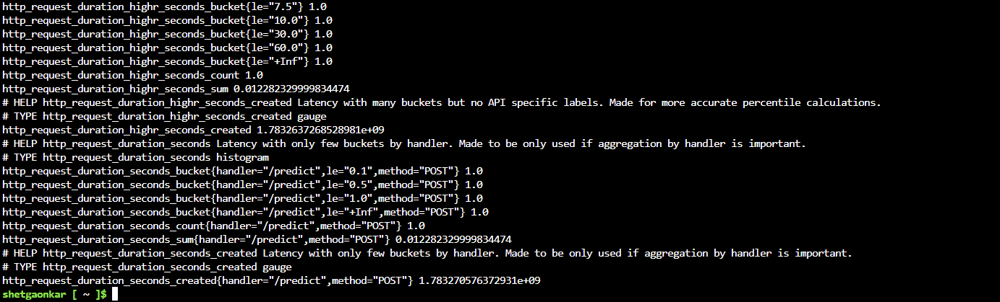 http_request_duration_highr_seconds_bucket{le="7.5"} 1.0
http_request_duration_highr_seconds_bucket{le="10.0"} 1.0
http_request_duration_highr_seconds_bucket{le="30.0"} 1.0
http_request_duration_highr_seconds_bucket{le="60.0"} 1.0
http_request_duration_highr_seconds_bucket{le="+Inf"} 1.0
http_request_duration_highr_seconds_count 1.0
http_request_duration_highr_seconds_sum 0.012282329999834474
# HELP http_request_duration_highr_seconds_created Latency with many buckets but no API specific labels. Made for more accurate percentile calculations.
# TYPE http_request_duration_highr_seconds_created gauge
http_request_duration_highr_seconds_created 1.7832637268528981e+09
# HELP http_request_duration_seconds Latency with only few buckets by handler. Made to be only used if aggregation by handler is important.
# TYPE http_request_duration_seconds histogram
http_request_duration_seconds_bucket{handler="/predict",le="0.1",method="POST"} 1.0
http_request_duration_seconds_bucket{handler="/predict",le="0.5",method="POST"} 1.0
http_request_duration_seconds_bucket{handler="/predict",le="1.0",method="POST"} 1.0
http_request_duration_seconds_bucket{handler="/predict",le="+Inf",method="POST"} 1.0
http_request_duration_seconds_count{handler="/predict",method="POST"} 1.0
http_request_duration_seconds_sum{handler="/predict",method="POST"} 0.012282329999834474
# HELP http_request_duration_seconds_created Latency with only few buckets by handler. Made to be only used if aggregation by handler is important.
# TYPE http_request_duration_seconds_created gauge
http_request_duration_seconds_created{handler="/predict",method="POST"} 1.783270576372931e+09
shetgaonkar [ ~ ]$